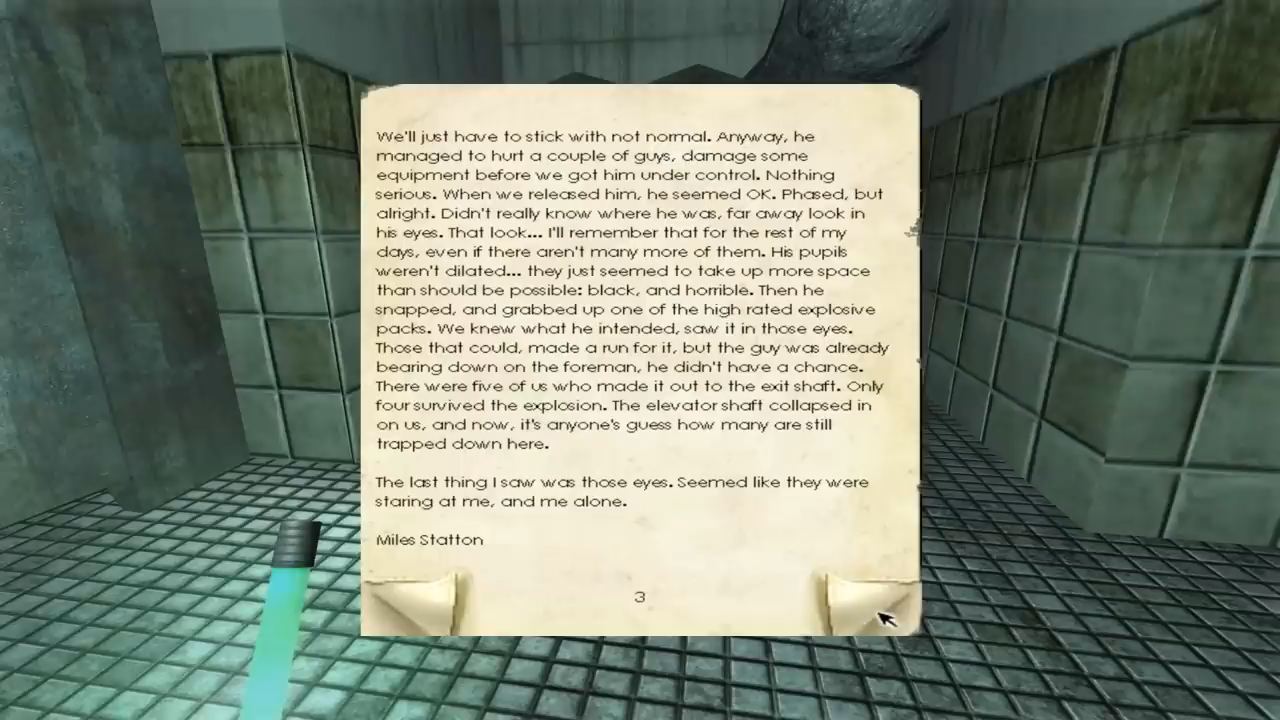 We'll just have to stick with not normal. Anyway, he
managed to hurt a couple of guys, damage some
equipment before we got him under control. Nothing
serious. When we released him, he seemed OK. Phased, but
alright. Didn't really know where he was, far away look in
his eyes. That look... I'll remember that for the rest of my
days, even if there aren't many more of them. His pupils
weren't dilated... they just seemed to take up more space
than should be possible: black, and horrible. Then he
snapped, and grabbed up one of the high rated explosive
packs. We knew what he intended, saw it in those eyes.
Those that could, made a run for it, but the guy was already
bearing down on the foreman, he didn't have a chance.
There were five of us who made it out to the exit shaft. Only
four survived the explosion. The elevator shaft collapsed in
on us, and now, it's anyone's guess how many are still
trapped down here.
The last thing I saw was those eyes. Seemed like they were
staring at me, and me alone.
Miles Statton
3